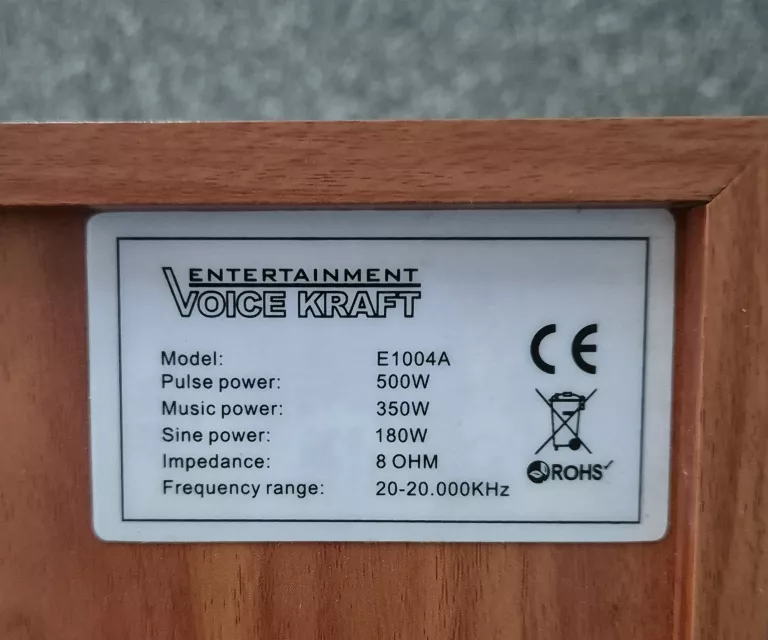 ENTERTAINMENT
VOICE KRAFT
Model: E1004A
Pulse power: 500W
Music power: 350W
Sine power: 180W
Impedance: 8 OHM
Frequency range: 20-20.000KHz
CE
ROHS